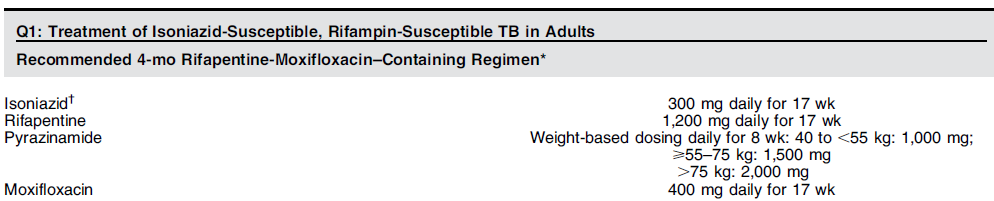 Q1: Treatment of Isoniazid-Susceptible, Rifampin-Susceptible TB in Adults
Recommended 4-mo Rifapentine-Moxifloxacin–Containing Regimen*
Isoniazid† 300 mg daily for 17 wk
Rifapentine 1,200 mg daily for 17 wk
Pyrazinamide Weight-based dosing daily for 8 wk: 40 to <55 kg: 1,000 mg;
⩾55–75 kg: 1,500 mg
>75 kg: 2,000 mg
Moxifloxacin 400 mg daily for 17 wk